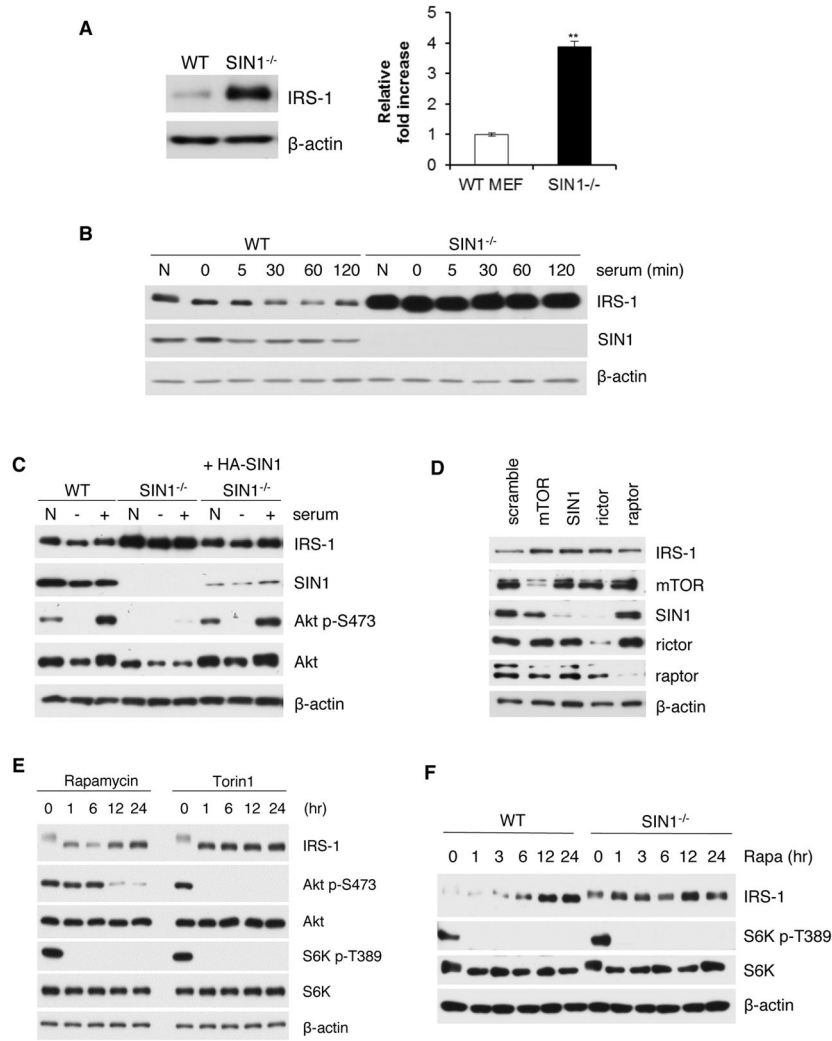 A
WT SIN1-/-
IRS-1
β-actin
Relative
fold increase
5
4
3
2
1
0
**
WT MEF SIN1-/-
B
WT SIN1-/-
N 0 5 30 60 120 N 0 5 30 60 120 serum (min)
IRS-1
SIN1
β-actin
C
+ HA-SIN1
WT SIN1-/- SIN1-/-
N - + N - + N - + serum
IRS-1
SIN1
Akt p-S473
Akt
β-actin
D
scramble mTOR SIN1 rictor raptor
IRS-1
mTOR
SIN1
rictor
raptor
β-actin
E
Rapamycin Torin1
0 1 6 12 24 0 1 6 12 24 (hr)
IRS-1
Akt p-S473
Akt
S6K p-T389
S6K
β-actin
F
WT SIN1-/-
0 1 3 6 12 24 0 1 3 6 12 24 Rapa (hr)
IRS-1
S6K p-T389
S6K
β-actin